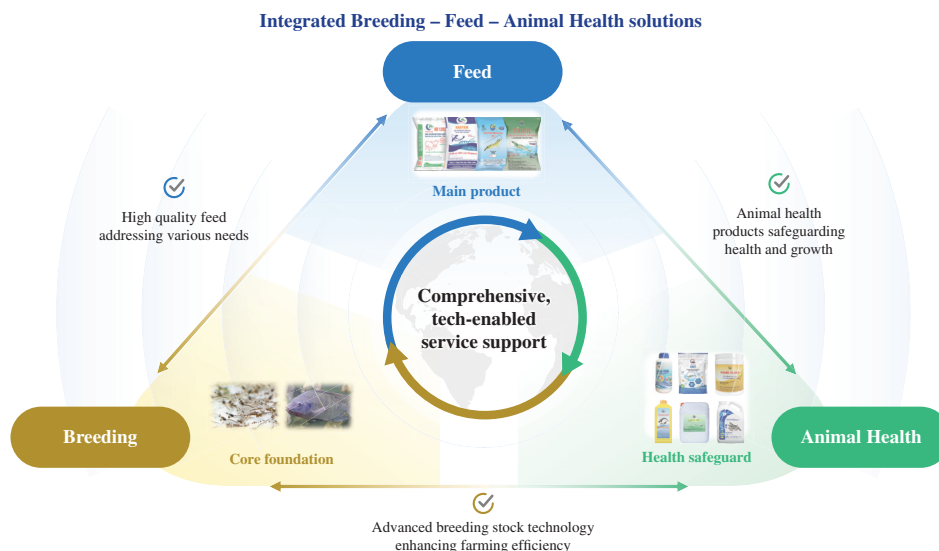 Integrated Breeding – Feed – Animal Health solutions
Feed
Main product
High quality feed
addressing various needs
Animal health
products safeguarding
health and growth
Comprehensive,
tech-enabled
service support
Breeding
Core foundation
Health safeguard
Animal Health
Advanced breeding stock technology
enhancing farming efficiency